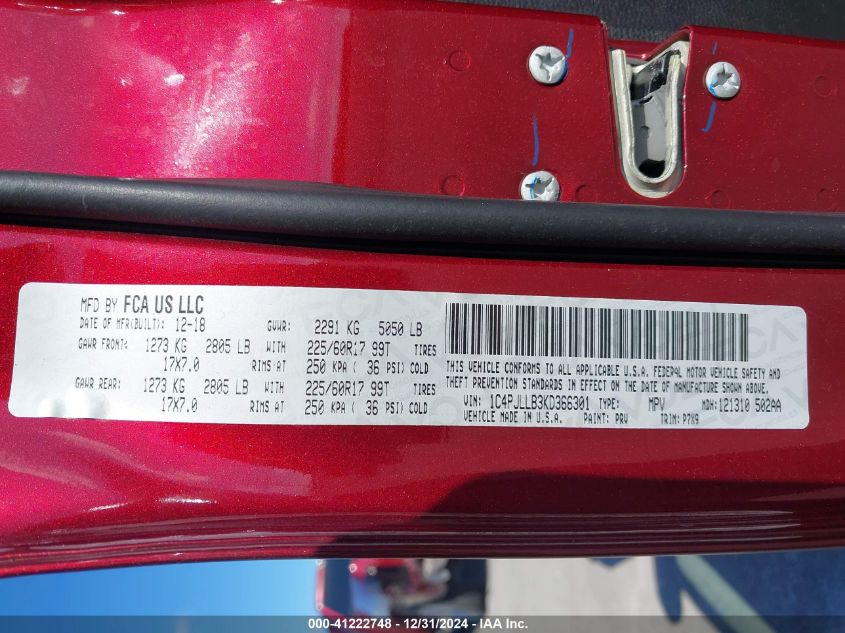 MFD BY FCA US LLC
DATE OF MFR(BUILT): 12-18 GVWR: 2291 KG 5050 LB
GAWR FRONT: 1273 KG 2805 LB WITH 225/60R17 99T TIRES
17X7.0 RIMS AT 250 KPA ( 36 PSI) COLD
GAWR REAR: 1273 KG 2805 LB WITH 225/60R17 99T TIRES
17X7.0 RIMS AT 250 KPA ( 36 PSI) COLD
THIS VEHICLE CONFORMS TO ALL APPLICABLE U.S.A. FEDERAL MOTOR VEHICLE SAFETY AND
THEFT PREVENTION STANDARDS IN EFFECT ON THE DATE OF MANUFACTURE SHOWN ABOVE.
VIN: 1C4PJLLB3KD366301 TYPE: MPV MDH: 121310 502AA
VEHICLE MADE IN U.S.A. PAINT: PRV TRIM: P7X9
000-41222748 - 12/31/2024 - IAA Inc.